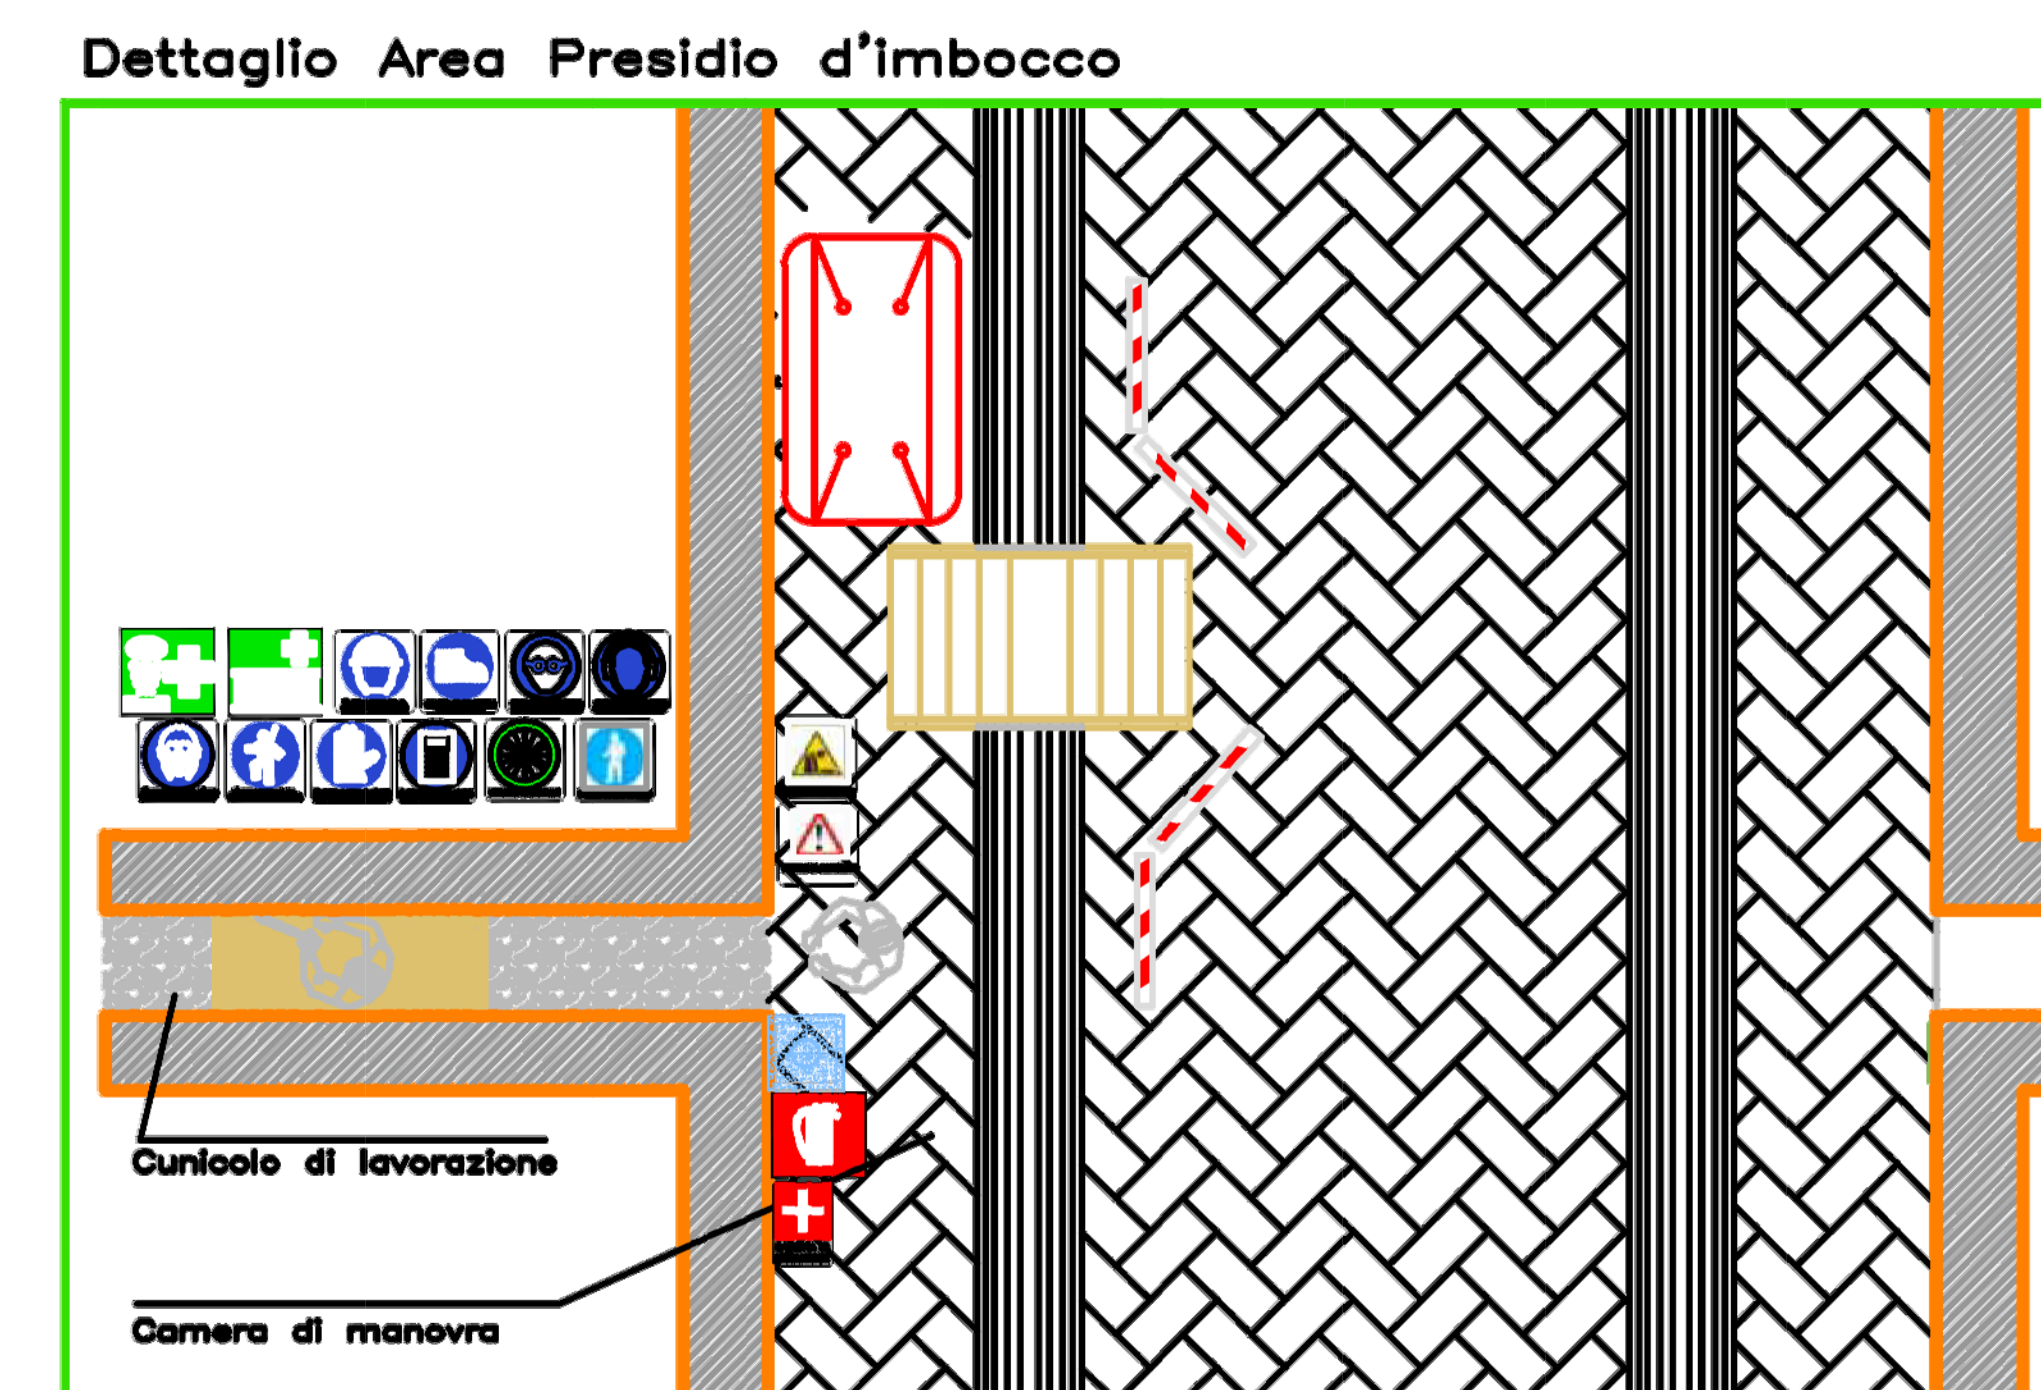 Dettaglio Area Presidio d'imbocco
Cunicolo di lavorazione
Camera di manovra